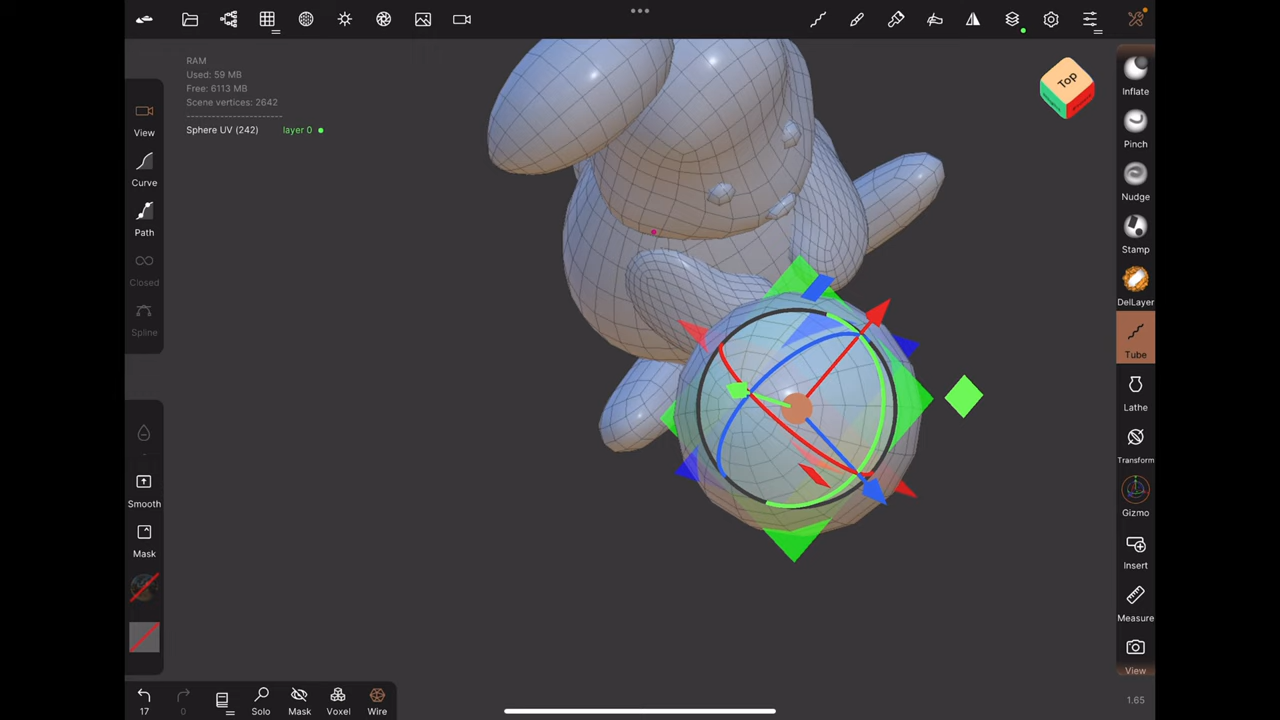 RAM
Used: 59 MB
Free: 6113 MB
Scene vertices: 2642
-----------------------
Sphere UV (242) layer 0
Top
View
Curve
Path
Closed
Spline
Smooth
Mask
Inflate
Pinch
Nudge
Stamp
DelLayer
Tube
Lathe
Transform
Gizmo
Insert
Measure
View
17
0
Solo
Mask
Voxel
Wire
1.65